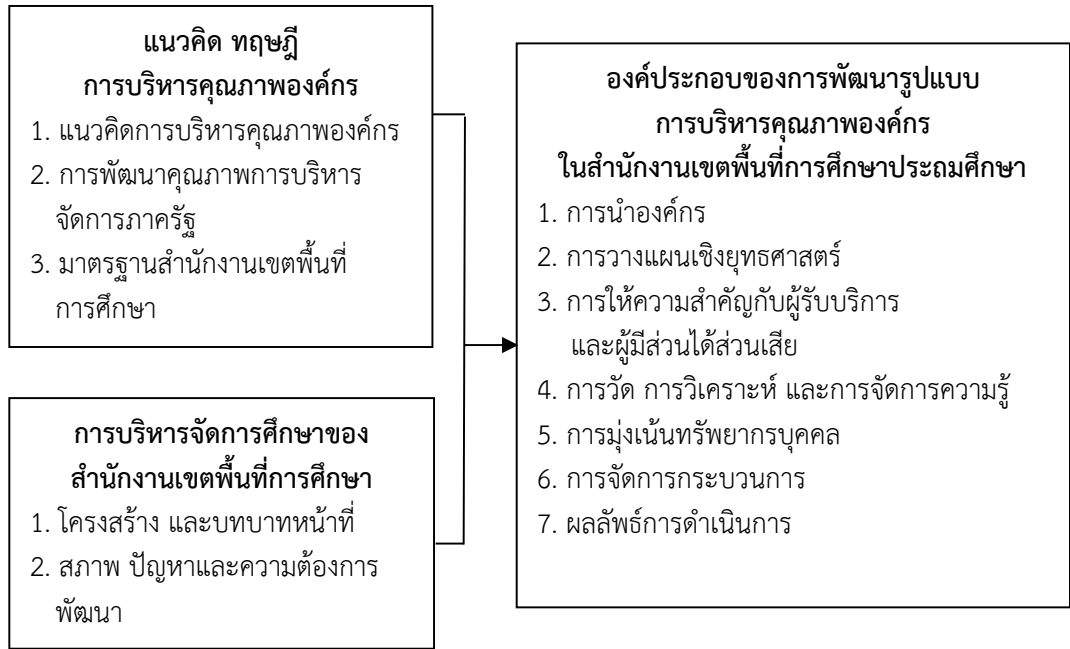 แนวคิด ทฤษฎี
การบริหารคุณภาพองค์กร
1. แนวคิดการบริหารคุณภาพองค์กร
2. การพัฒนาคุณภาพการบริหาร
จัดการภาครัฐ
3. มาตรฐานสำนักงานเขตพื้นที่
การศึกษา
การบริหารจัดการศึกษาของ
สำนักงานเขตพื้นที่การศึกษา
1. โครงสร้าง และบทบาทหน้าที่
2. สภาพ ปัญหาและความต้องการ
พัฒนา
องค์ประกอบของการพัฒนารูปแบบ
การบริหารคุณภาพองค์กร
ในสำนักงานเขตพื้นที่การศึกษาประถมศึกษา
1. การนำองค์กร
2. การวางแผนเชิงยุทธศาสตร์
3. การให้ความสำคัญกับผู้รับบริการ
และผู้มีส่วนได้ส่วนเสีย
4. การวัด การวิเคราะห์ และการจัดการความรู้
5. การมุ่งเน้นทรัพยากรบุคคล
6. การจัดการกระบวนการ
7. ผลลัพธ์การดำเนินการ